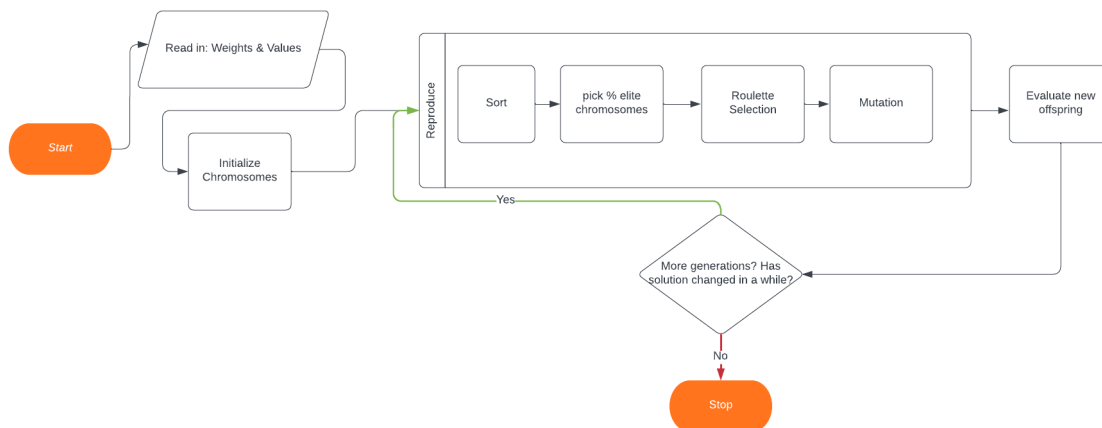 Start
Read in: Weights & Values
Initialize
Chromosomes
Reproduce
Sort
pick % elite
chromosomes
Roulette
Selection
Mutation
Evaluate new
offspring
Yes
More generations? Has
solution changed in a while?
No
Stop